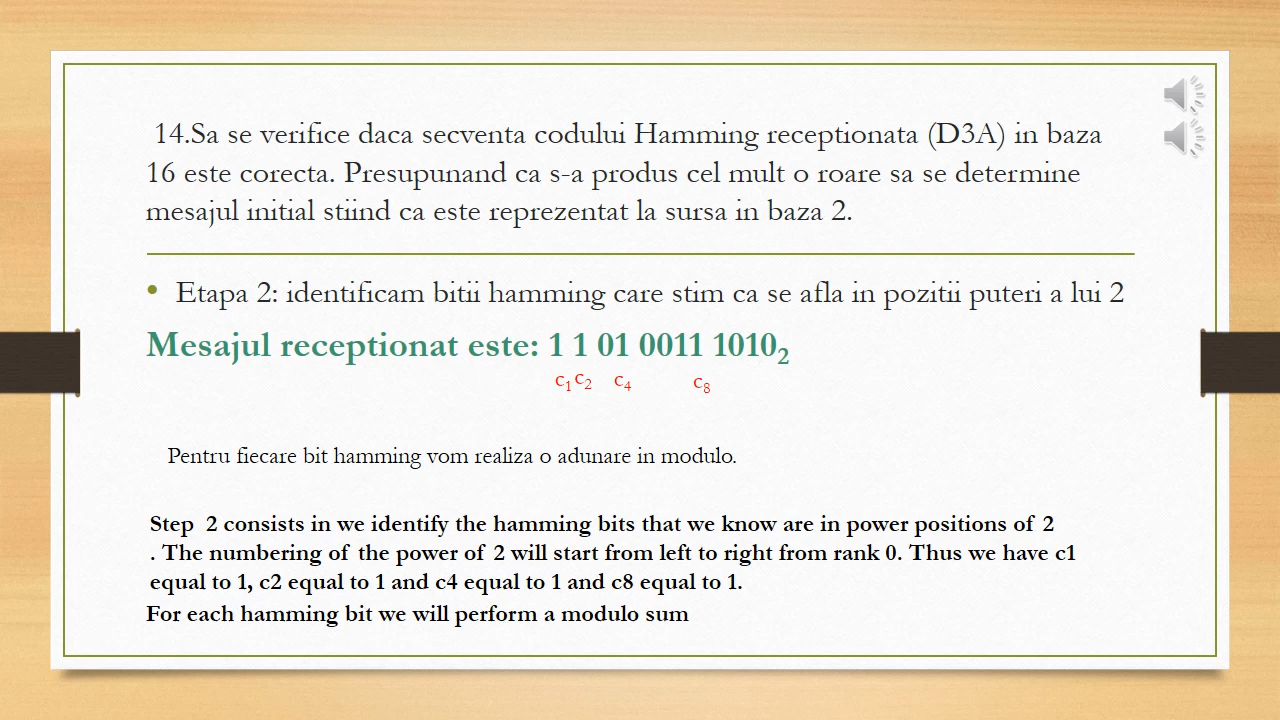 14.Sa se verifice daca secventa codului Hamming receptionata (D3A) in baza
16 este corecta. Presupunand ca s-a produs cel mult o roare sa se determine
mesajul initial stiind ca este reprezentat la sursa in baza 2.
• Etapa 2: identificam bitii hamming care stim ca se afla in pozitii puteri a lui 2
Mesajul receptionat este: 1 1 01 0011 1010₂
c₁ c₂ c₄ c₈
Pentru fiecare bit hamming vom realiza o adunare in modulo.
Step 2 consists in we identify the hamming bits that we know are in power positions of 2
. The numbering of the power of 2 will start from left to right from rank 0. Thus we have c1
equal to 1, c2 equal to 1 and c4 equal to 1 and c8 equal to 1.
For each hamming bit we will perform a modulo sum